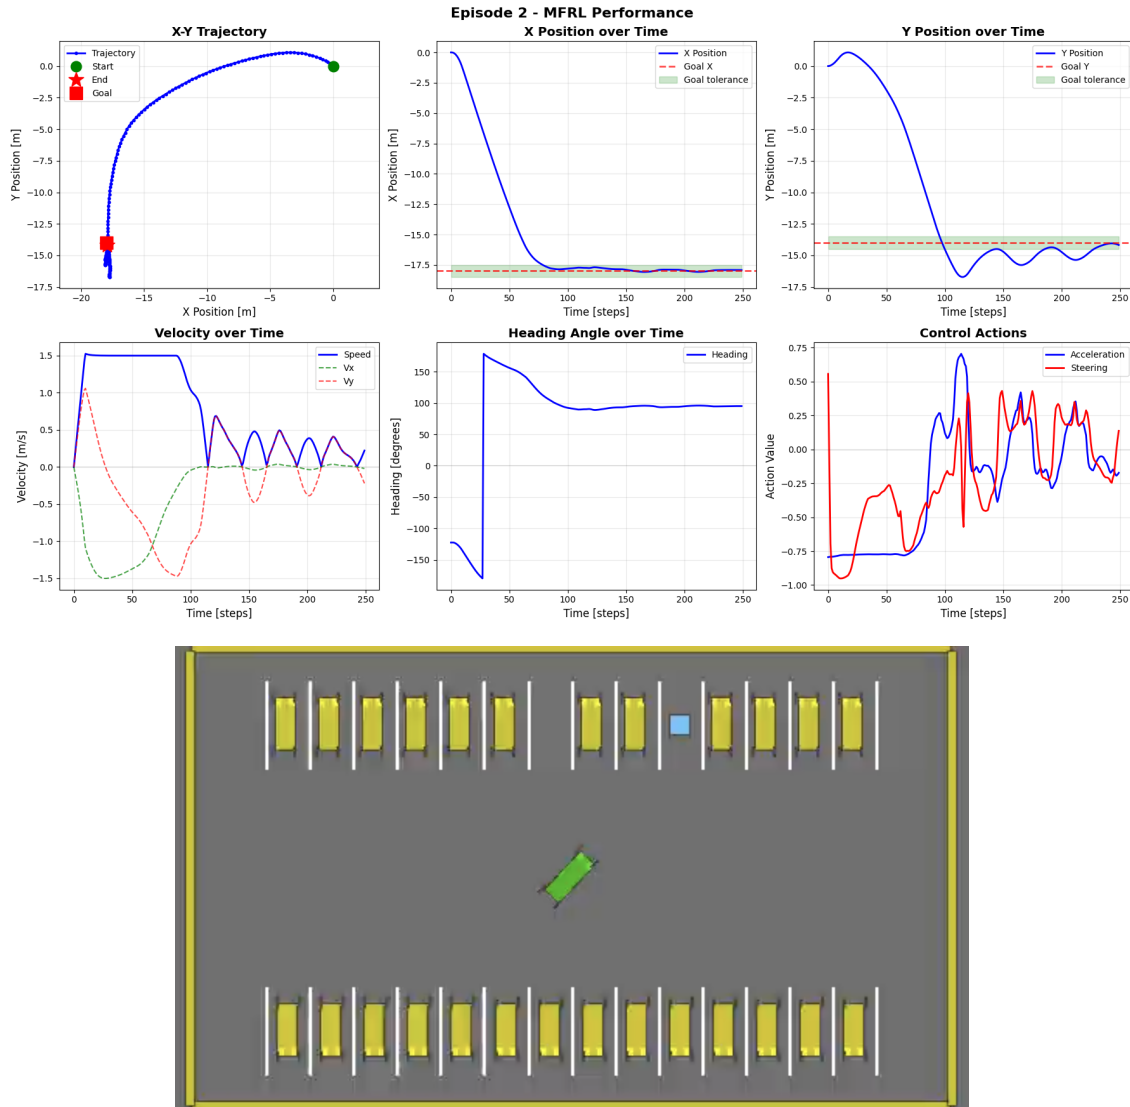 Episode 2 - MFRL Performance
X-Y Trajectory
Trajectory
Start
End
Goal
0.0
−2.5
−5.0
−7.5
−10.0
−12.5
−15.0
−17.5
Y Position [m]
−20
−15
−10
−5
0
X Position [m]
X Position over Time
X Position
Goal X
Goal tolerance
0.0
−2.5
−5.0
−7.5
−10.0
−12.5
−15.0
−17.5
X Position [m]
0
50
100
150
200
250
Time [steps]
Y Position over Time
Y Position
Goal Y
Goal tolerance
0.0
−2.5
−5.0
−7.5
−10.0
−12.5
−15.0
−17.5
Y Position [m]
0
50
100
150
200
250
Time [steps]
Velocity over Time
Speed
Vx
Vy
1.5
1.0
0.5
0.0
−0.5
−1.0
−1.5
Velocity [m/s]
0
50
100
150
200
250
Time [steps]
Heading Angle over Time
Heading
150
100
50
0
−50
−100
−150
Heading [degrees]
0
50
100
150
200
250
Time [steps]
Control Actions
Acceleration
Steering
0.75
0.50
0.25
0.00
−0.25
−0.50
−0.75
−1.00
Action Value
0
50
100
150
200
250
Time [steps]